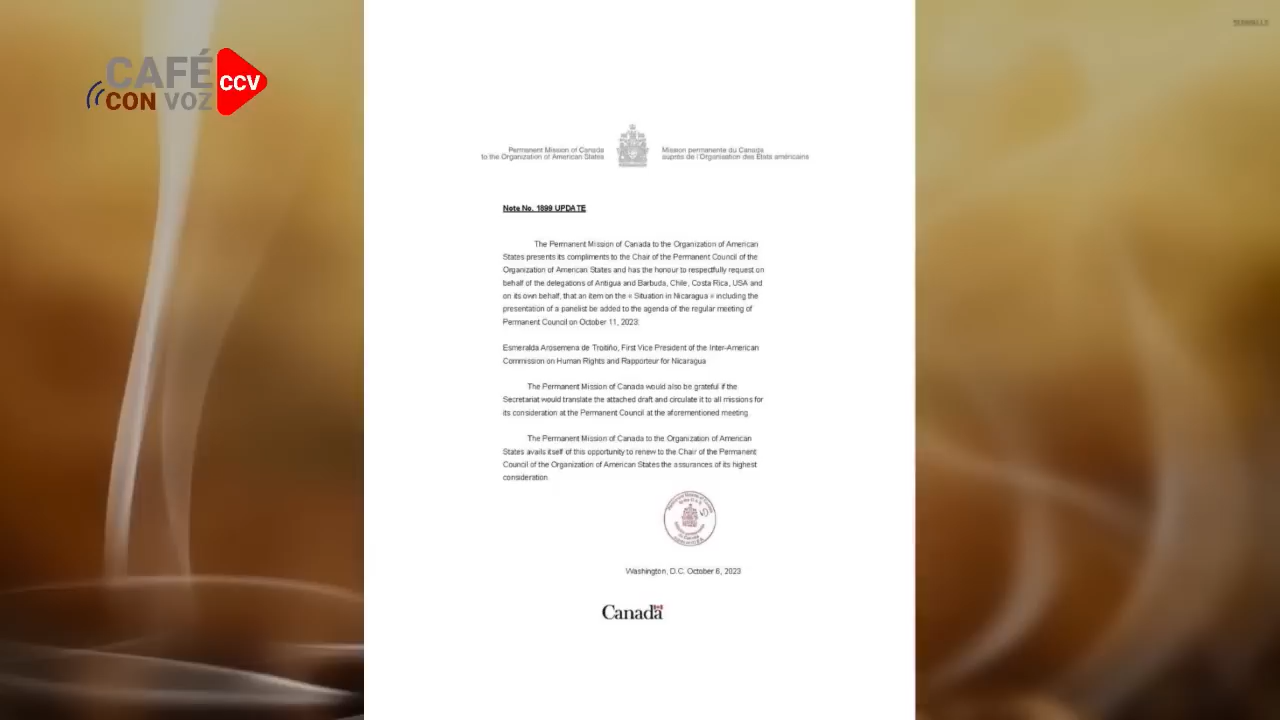 CAFÉ
CON VOZ
CCV
Permanent Mission of Canada
to the Organization of American States
Mission permanente du Canada
auprès de l'Organisation des États américains
Note No. 1899 UPDATE
The Permanent Mission of Canada to the Organization of American
States presents its compliments to the Chair of the Permanent Council of the
Organization of American States and has the honour to respectfully request on
behalf of the delegations of Antigua and Barbuda, Chile, Costa Rica, USA and
on its own behalf, that an item on the « Situation in Nicaragua » including the
presentation of a panelist be added to the agenda of the regular meeting of
Permanent Council on October 11, 2023:
Esmeralda Arosemena de Troitiño, First Vice President of the Inter-American
Commission on Human Rights and Rapporteur for Nicaragua
The Permanent Mission of Canada would also be grateful if the
Secretariat would translate the attached draft and circulate it to all missions for
its consideration at the Permanent Council at the aforementioned meeting
The Permanent Mission of Canada to the Organization of American
States avails itself of this opportunity to renew to the Chair of the Permanent
Council of the Organization of American States the assurances of its highest
consideration
Washington, D.C. October 6, 2023
Canada